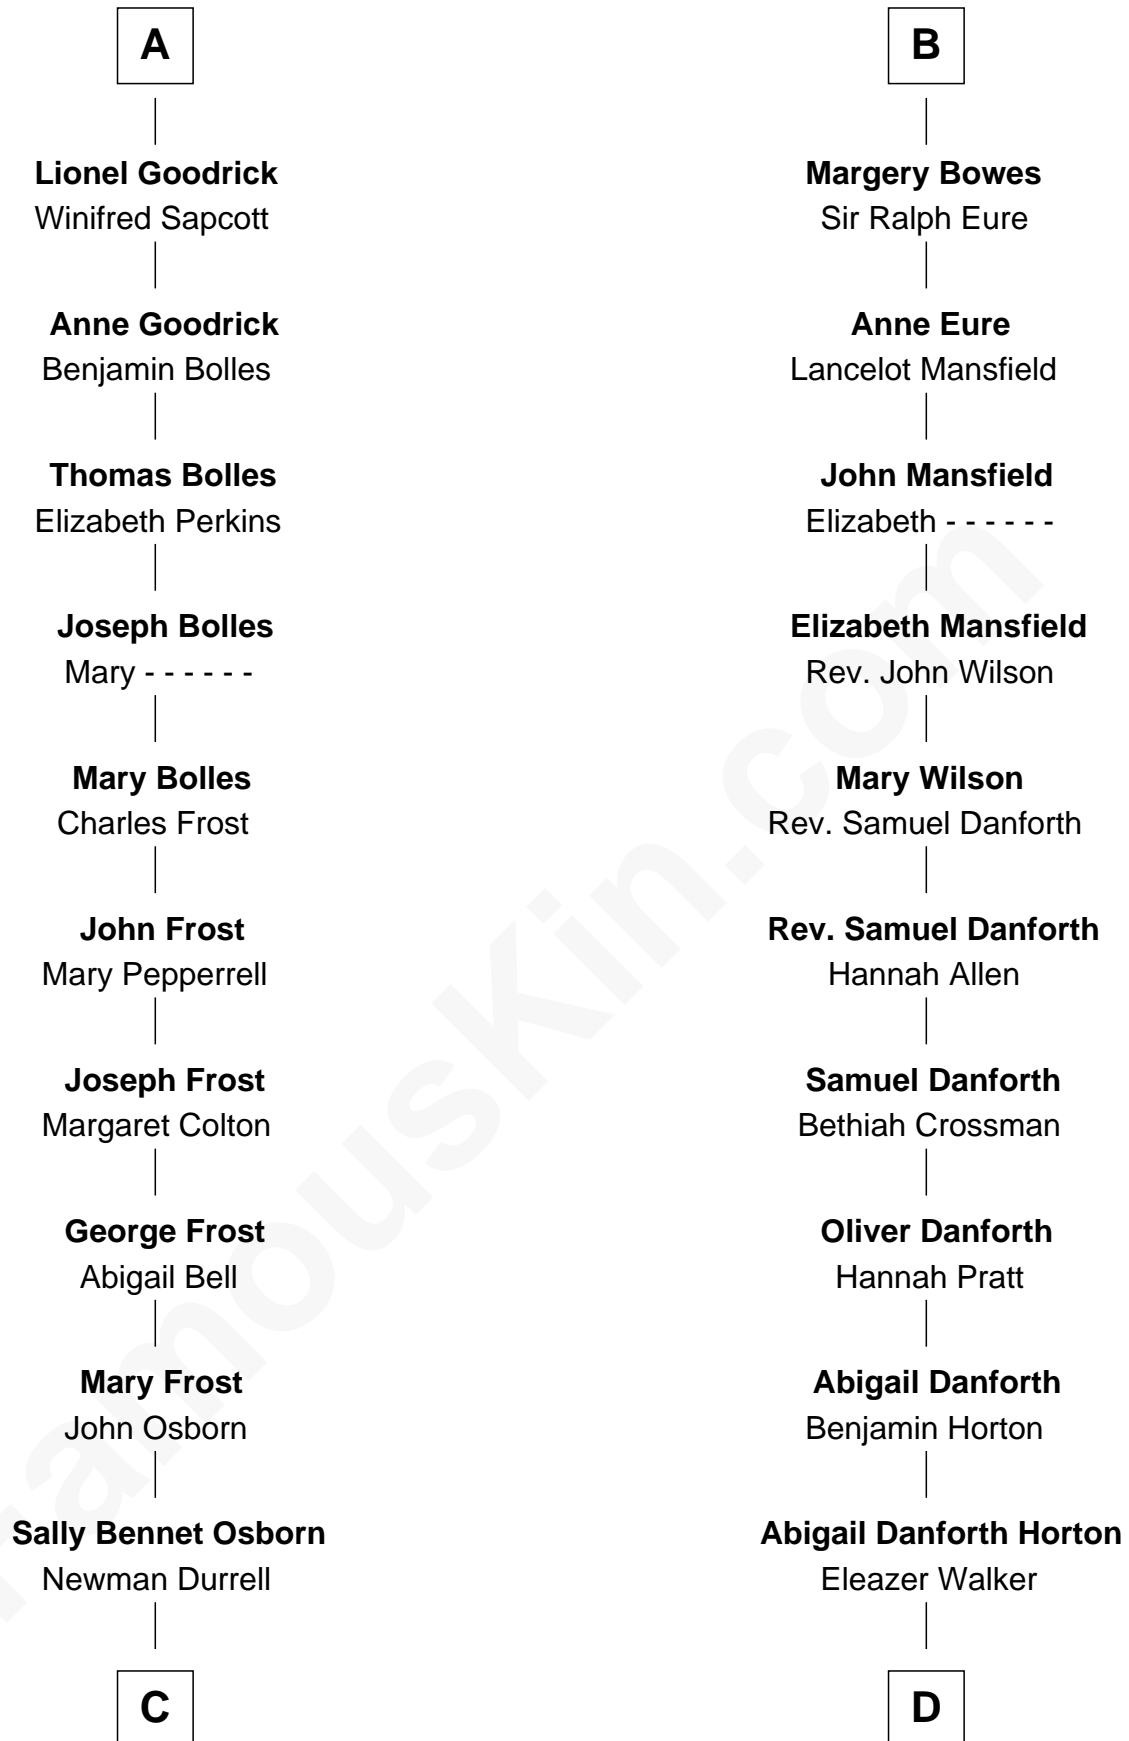 A
Lionel Goodrick
Winifred Sapcott
Anne Goodrick
Benjamin Bolles
Thomas Bolles
Elizabeth Perkins
Joseph Bolles
Mary - - - - - -
Mary Bolles
Charles Frost
John Frost
Mary Pepperrell
Joseph Frost
Margaret Colton
George Frost
Abigail Bell
Mary Frost
John Osborn
Sally Bennet Osborn
Newman Durrell
C
B
Margery Bowes
Sir Ralph Eure
Anne Eure
Lancelot Mansfield
John Mansfield
Elizabeth - - - - - -
Elizabeth Mansfield
Rev. John Wilson
Mary Wilson
Rev. Samuel Danforth
Rev. Samuel Danforth
Hannah Allen
Samuel Danforth
Bethiah Crossman
Oliver Danforth
Hannah Pratt
Abigail Danforth
Benjamin Horton
Abigail Danforth Horton
Eleazer Walker
D
FamousKin.com